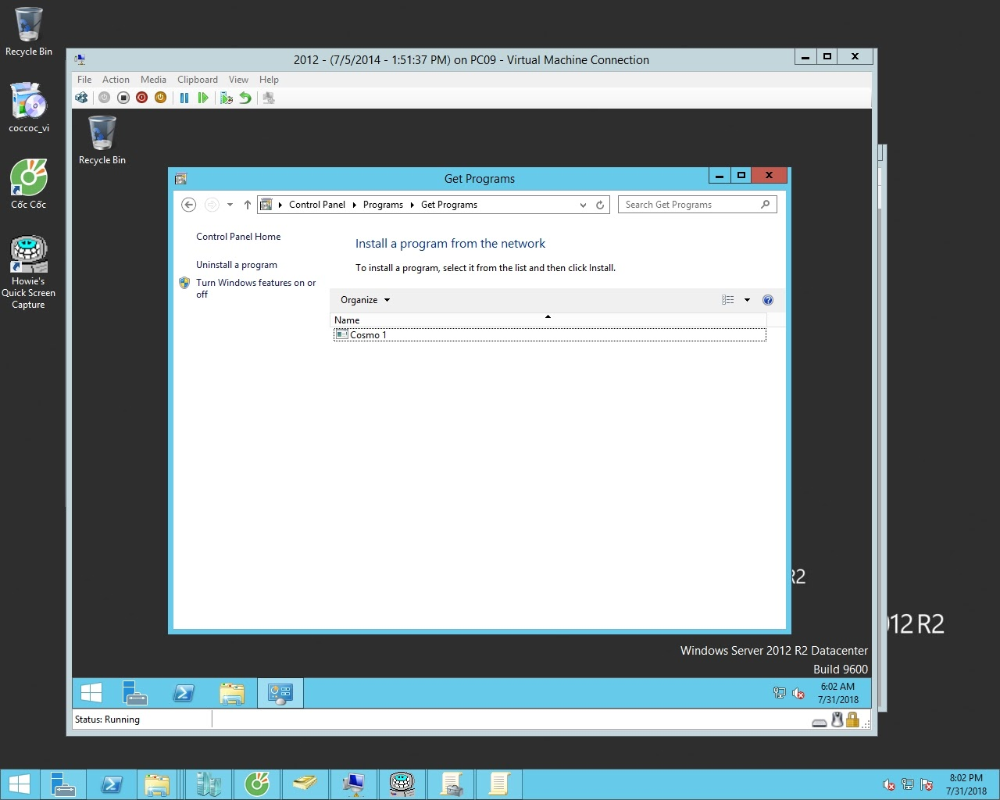 Recycle Bin
coccoc_vi
Cốc Cốc
Howie's
Quick Screen
Capture
2012 - (7/5/2014 - 1:51:37 PM) on PC09 - Virtual Machine Connection
File Action Media Clipboard View Help
Recycle Bin
Get Programs
Control Panel Programs Get Programs
Search Get Programs
Control Panel Home
Uninstall a program
Turn Windows features on or
off
Install a program from the network
To install a program, select it from the list and then click Install.
Organize
Name
Cosmo 1
R2
012 R2
Windows Server 2012 R2 Datacenter
Build 9600
6:02 AM
7/31/2018
Status: Running
8:02 PM
7/31/2018